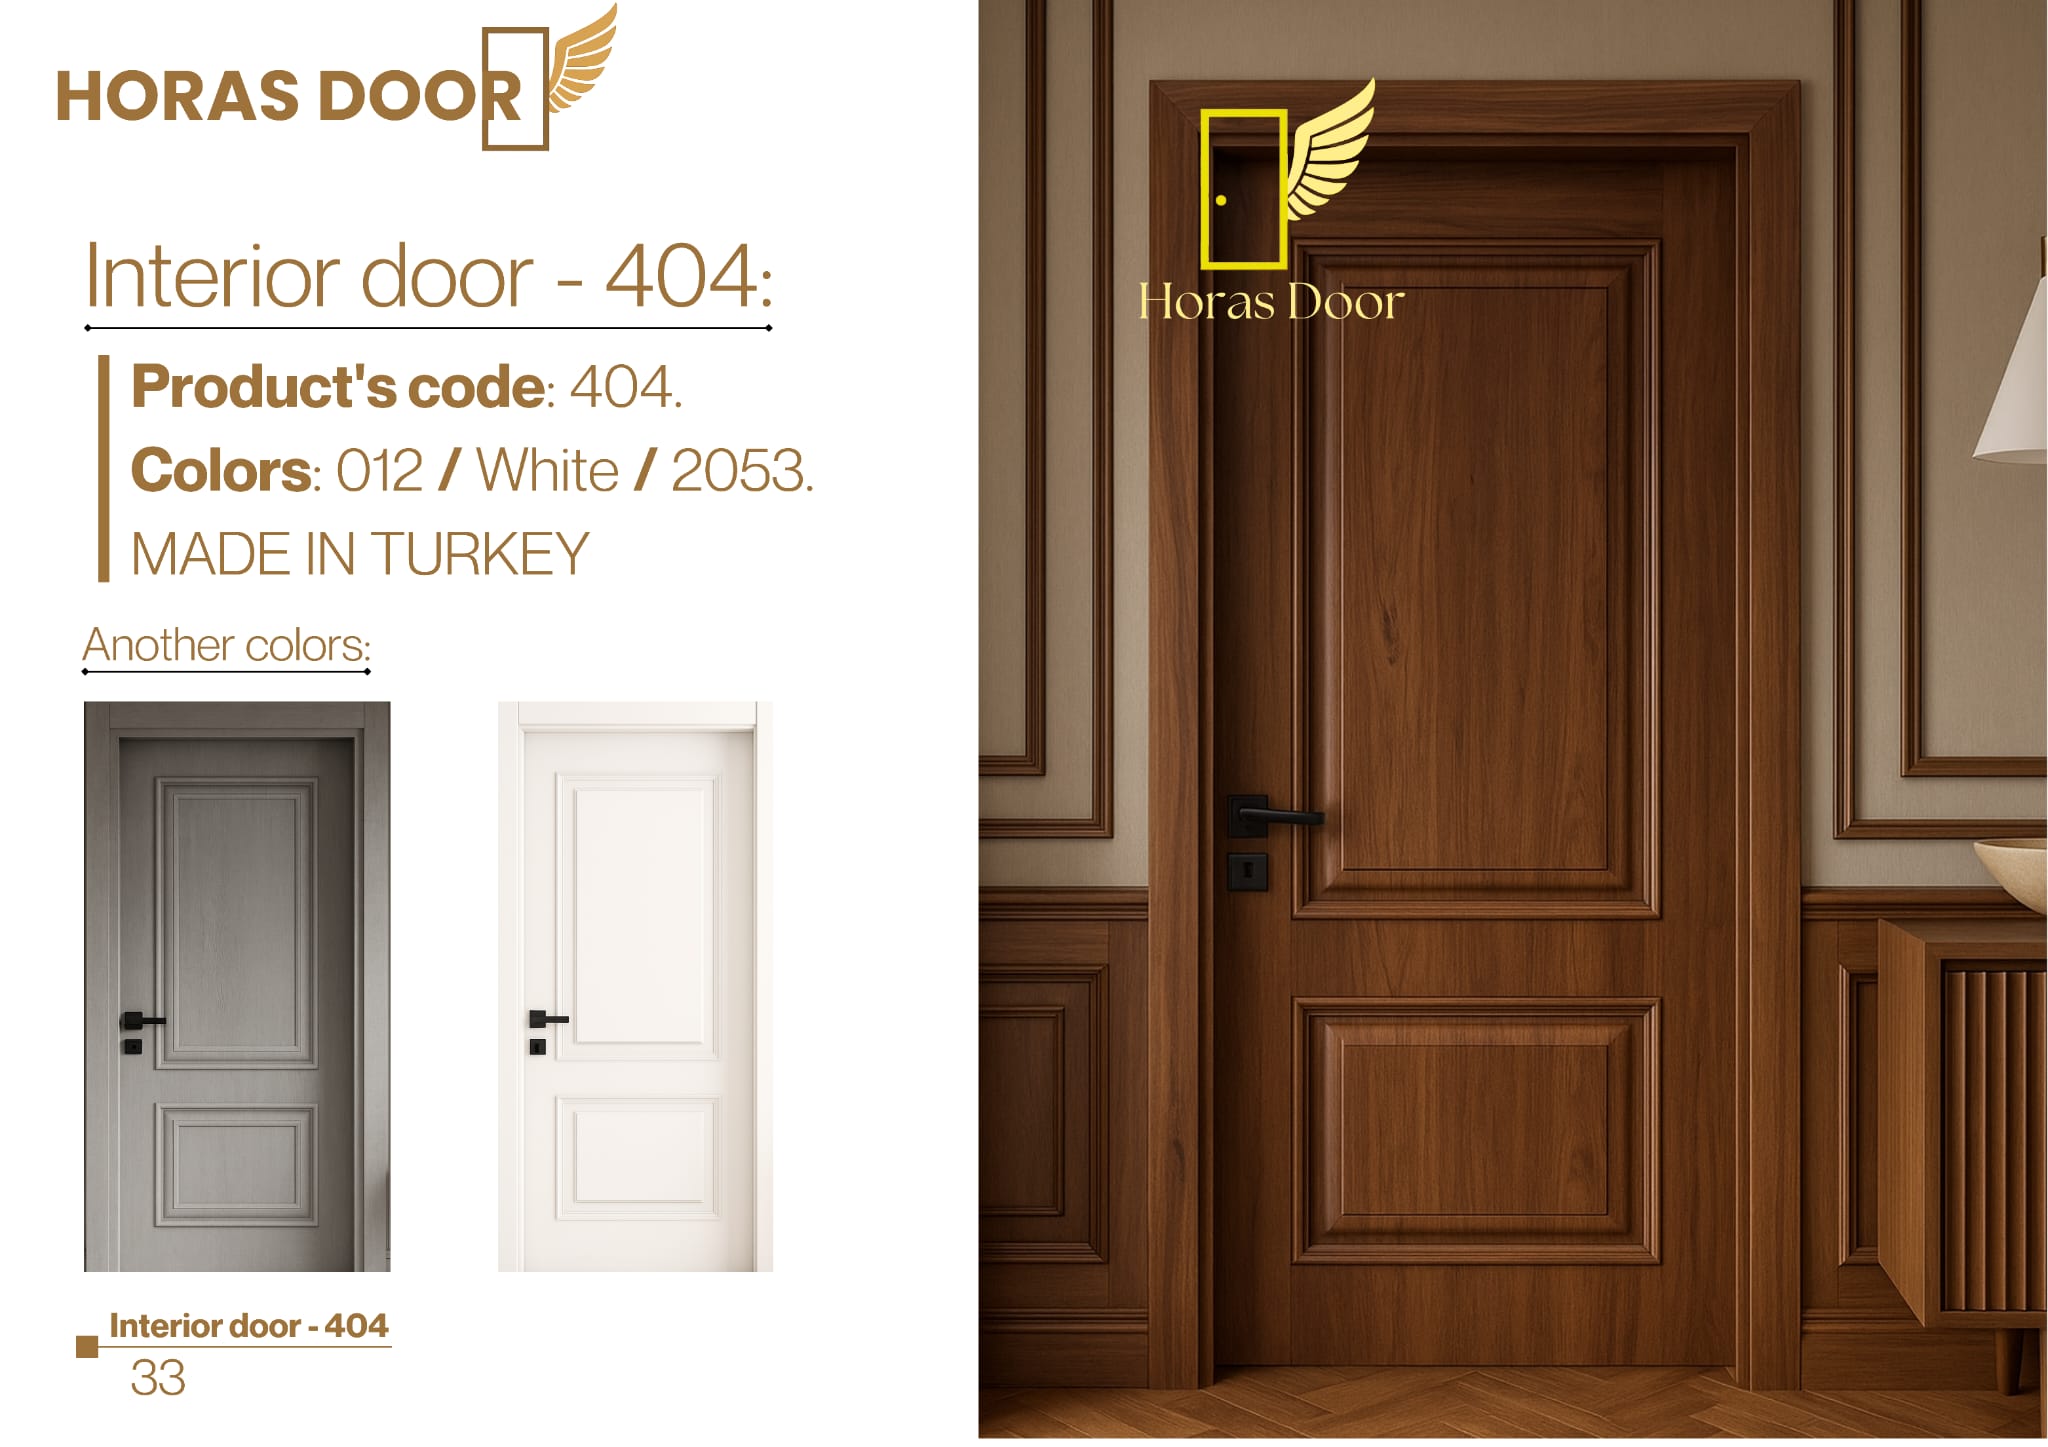 HORAS DOOR
Interior door - 404:
Product's code: 404.
Colors: 012 / White / 2053.
MADE IN TURKEY
Another colors:
Interior door - 404
33
Horas Door